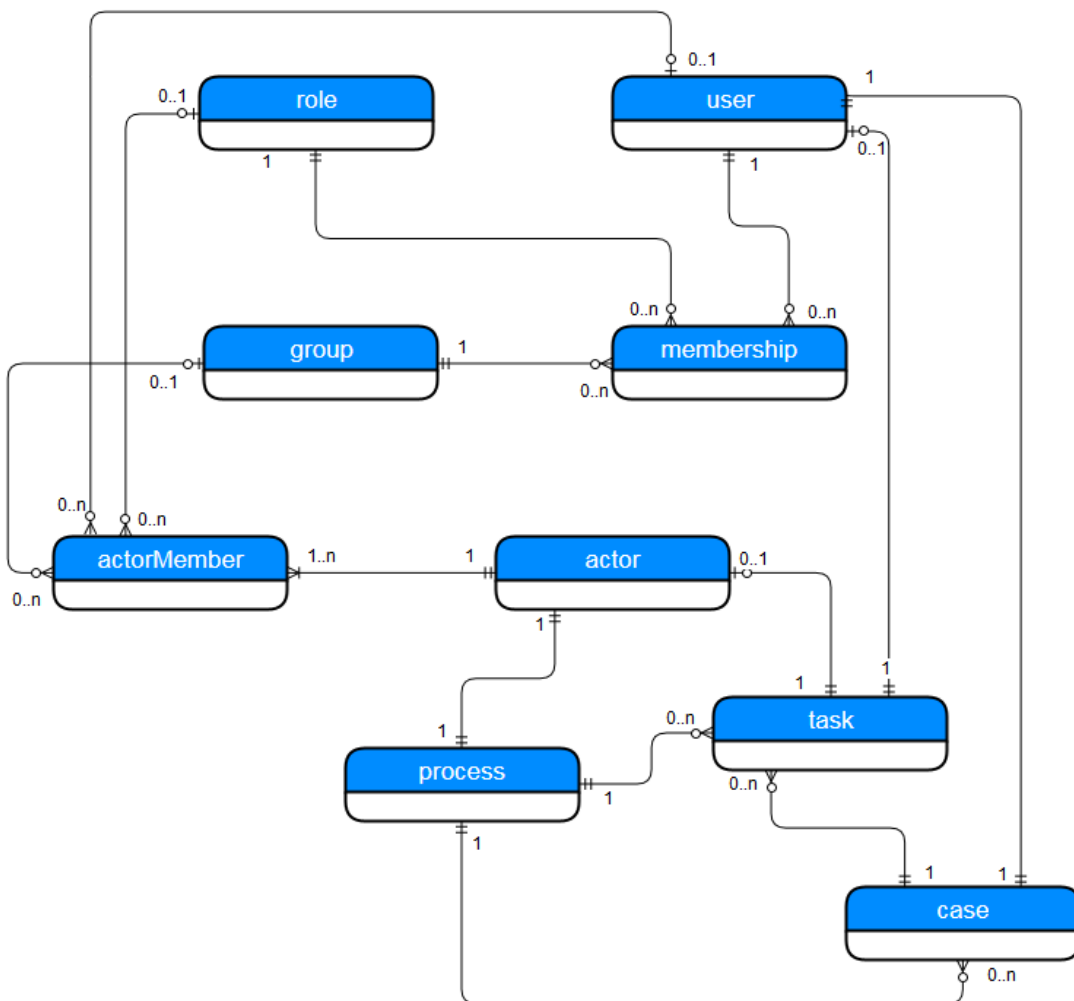 0..1
1
0..1
role
user
0..1
1
1
0..n
0..n
group
1
membership
0..1
0..n
0..n
0..n
actorMember
1..n
1
actor
0..1
0..n
1
1
1
0..n
task
1
process
0..n
1
1
1
1
case
0..n